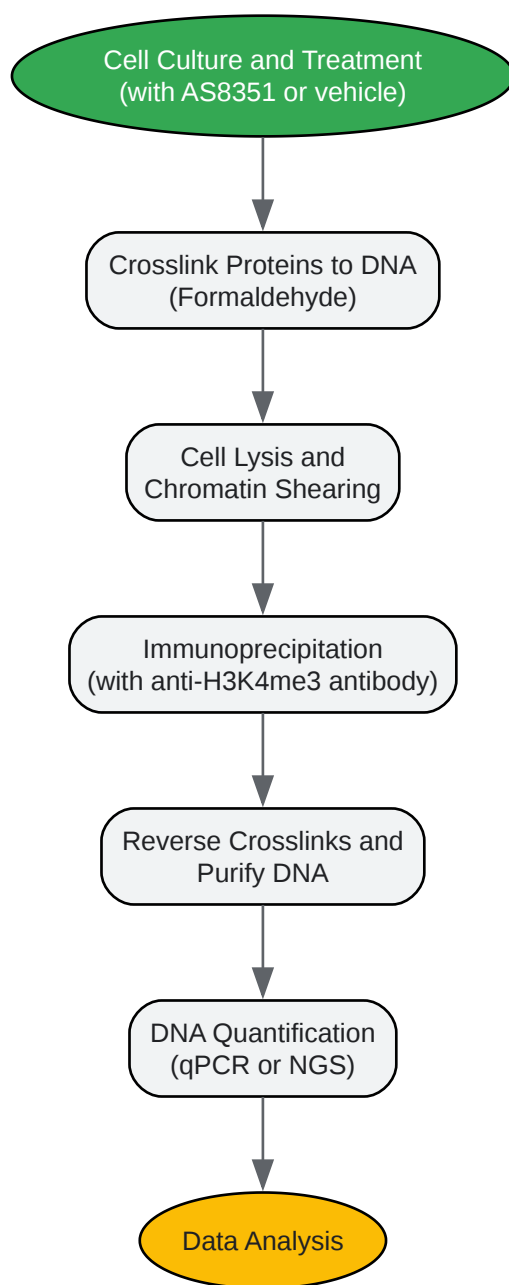 Cell Culture and Treatment
(with AS8351 or vehicle)
Crosslink Proteins to DNA
(Formaldehyde)
Cell Lysis and
Chromatin Shearing
Immunoprecipitation
(with anti-H3K4me3 antibody)
Reverse Crosslinks and
Purify DNA
DNA Quantification
(qPCR or NGS)
Data Analysis